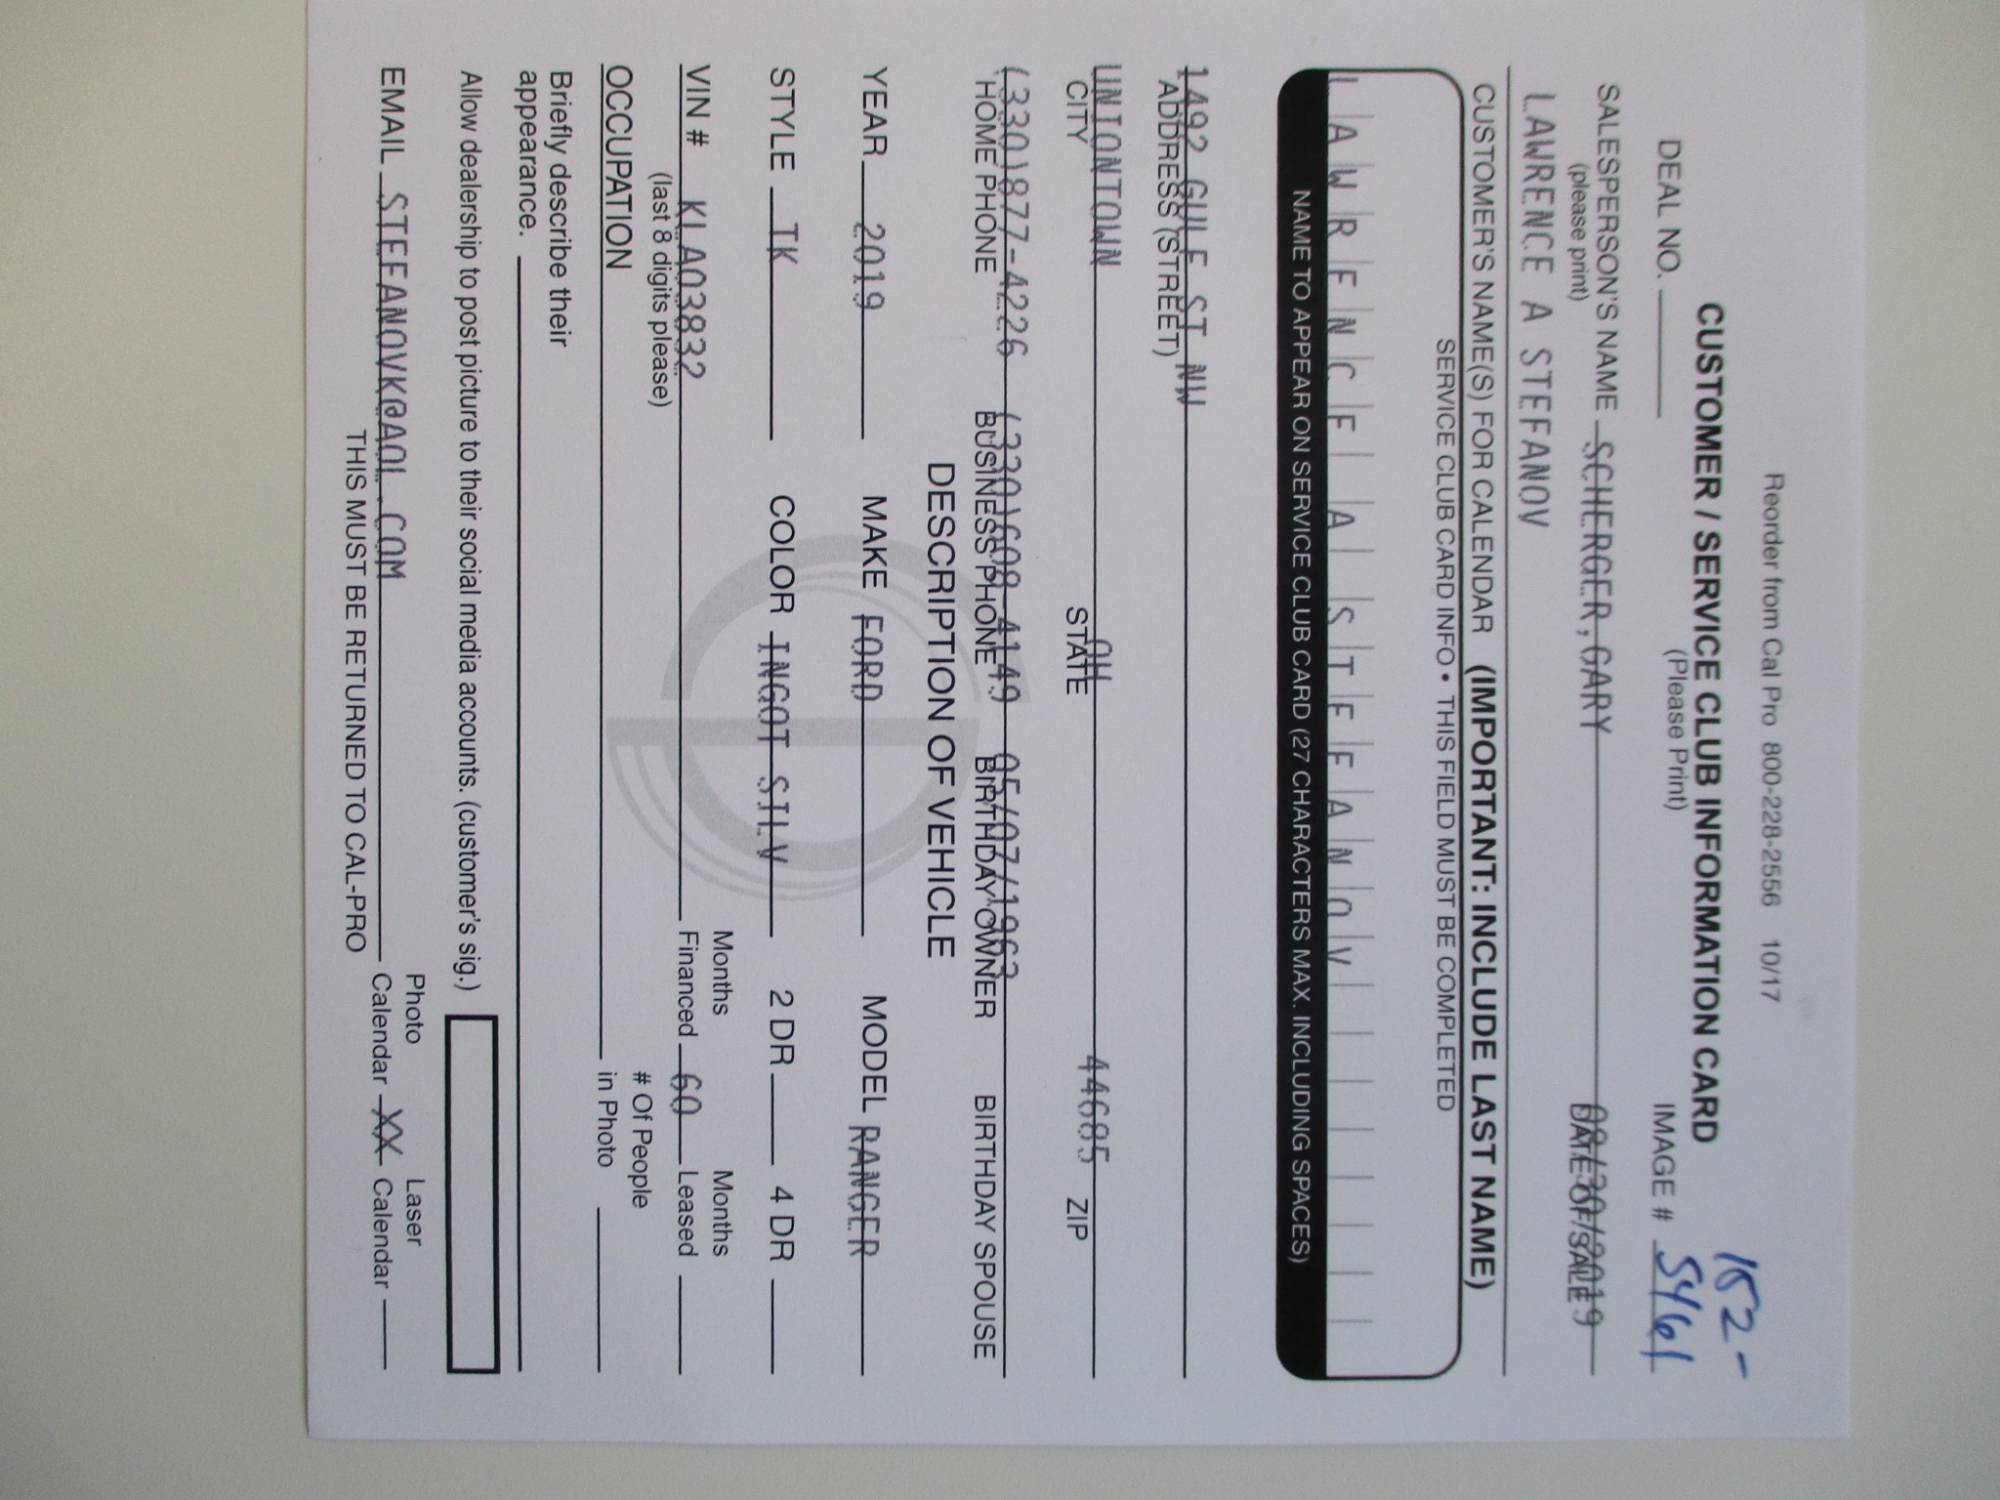 Reorder from Cal Pro 800-228-2556 10/17
152-
CUSTOMER / SERVICE CLUB INFORMATION CARD
DEAL NO. (Please Print) IMAGE # 5461
SALESPERSON'S NAME SCHERGER, GARY 08/30/2019
(please print) DATE OF SALE
LAWRENCE A STEFANOV
CUSTOMER'S NAME(S) FOR CALENDAR (IMPORTANT: INCLUDE LAST NAME)
SERVICE CLUB CARD INFO • THIS FIELD MUST BE COMPLETED
LAWRENCE A STEFANOV
NAME TO APPEAR ON SERVICE CLUB CARD (27 CHARACTERS MAX. INCLUDING SPACES)
1492 GULF ST NW
ADDRESS (STREET)
UNIONTOWN OH 44685
CITY STATE ZIP
(330)877-4226 (330)608-4149 05/07/1963
HOME PHONE BUSINESS PHONE BIRTHDAY OWNER BIRTHDAY SPOUSE
DESCRIPTION OF VEHICLE
YEAR 2019 MAKE FORD MODEL RANGER
STYLE TK COLOR INGOT SILV 2 DR 4 DR
Months Months
VIN # KLA03832 Financed 60 Leased
(last 8 digits please)
# Of People
OCCUPATION in Photo
Briefly describe their
appearance.
Allow dealership to post picture to their social media accounts. (customer's sig.)
Photo Laser
EMAIL STEFANOVK@AOL.COM Calendar XX Calendar
THIS MUST BE RETURNED TO CAL-PRO